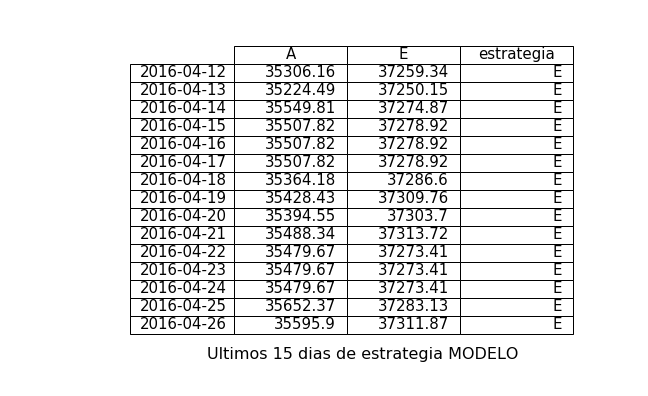 A E estrategia
2016-04-12 35306.16 37259.34 E
2016-04-13 35224.49 37250.15 E
2016-04-14 35549.81 37274.87 E
2016-04-15 35507.82 37278.92 E
2016-04-16 35507.82 37278.92 E
2016-04-17 35507.82 37278.92 E
2016-04-18 35364.18 37286.6 E
2016-04-19 35428.43 37309.76 E
2016-04-20 35394.55 37303.7 E
2016-04-21 35488.34 37313.72 E
2016-04-22 35479.67 37273.41 E
2016-04-23 35479.67 37273.41 E
2016-04-24 35479.67 37273.41 E
2016-04-25 35652.37 37283.13 E
2016-04-26 35595.9 37311.87 E
Ultimos 15 dias de estrategia MODELO